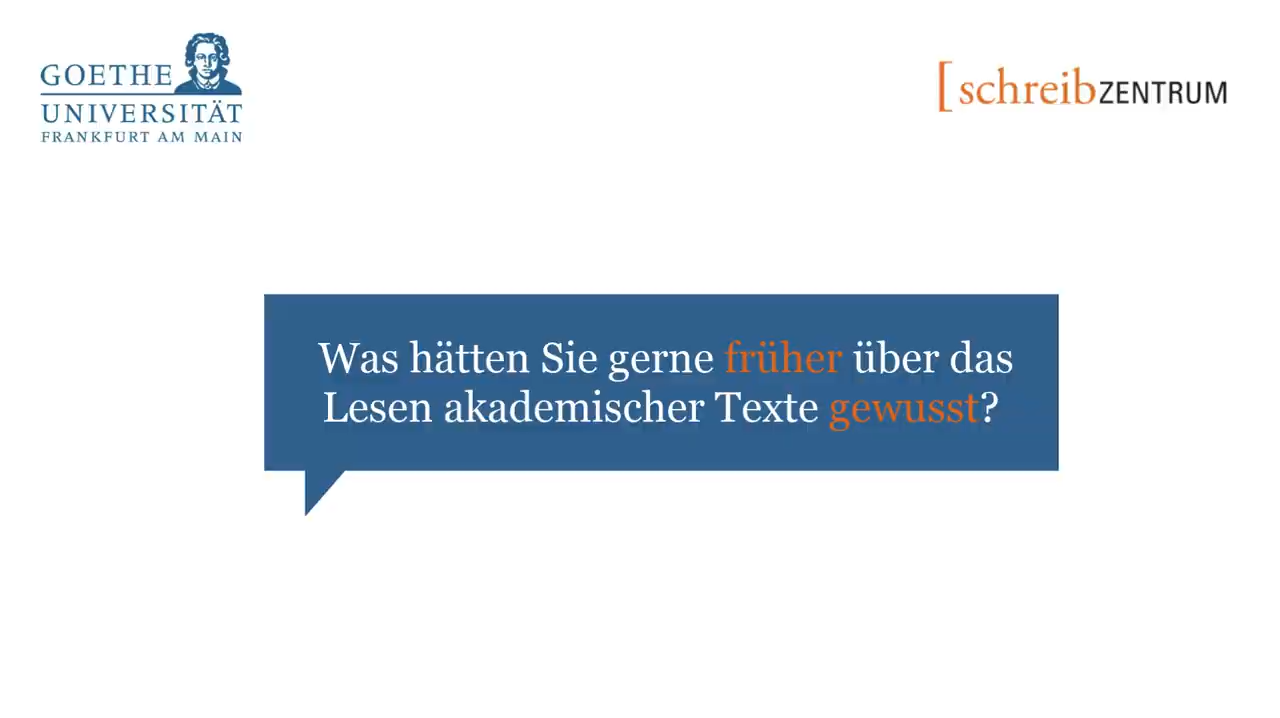 GOETHE
UNIVERSITÄT
FRANKFURT AM MAIN
[schreibZENTRUM
Was hätten Sie gerne früher über das
Lesen akademischer Texte gewusst?